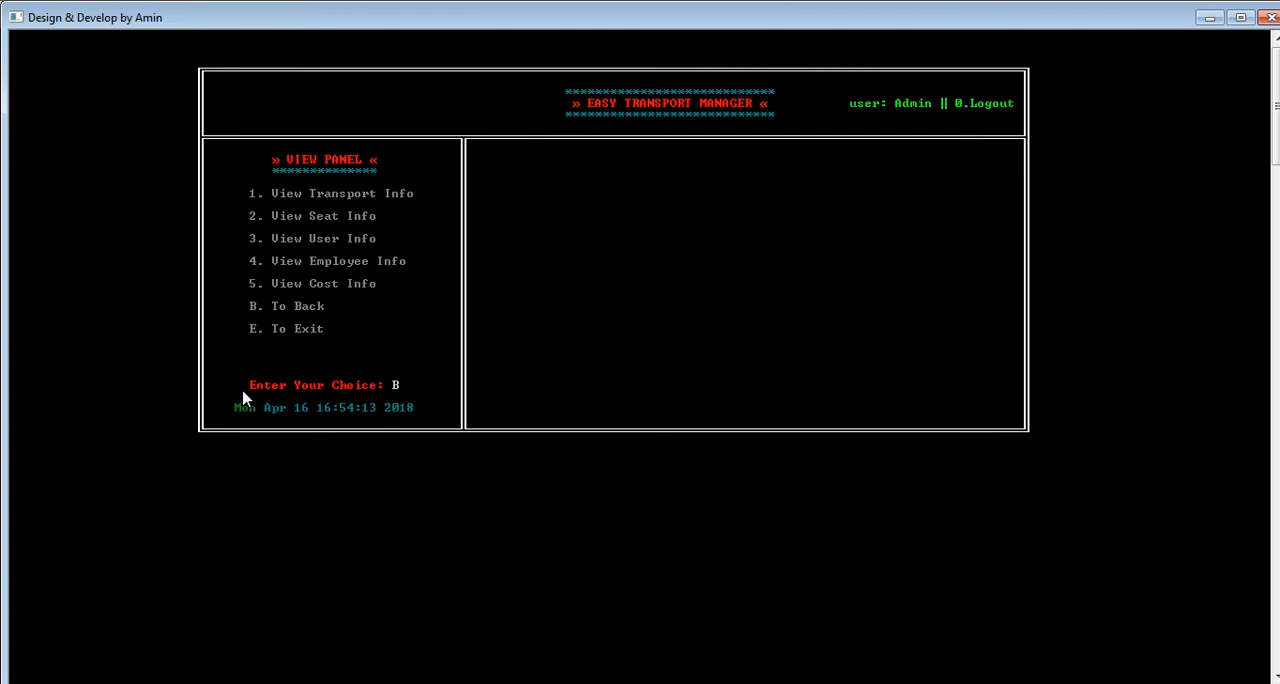 Design & Develop by Amin
****************************
» EASY TRANSPORT MANAGER «
user: Admin || 0.Logout
****************************
» VIEW PANEL «
**************
1. View Transport Info
2. View Seat Info
3. View User Info
4. View Employee Info
5. View Cost Info
B. To Back
E. To Exit
Enter Your Choice: B
Mon Apr 16 16:54:13 2018